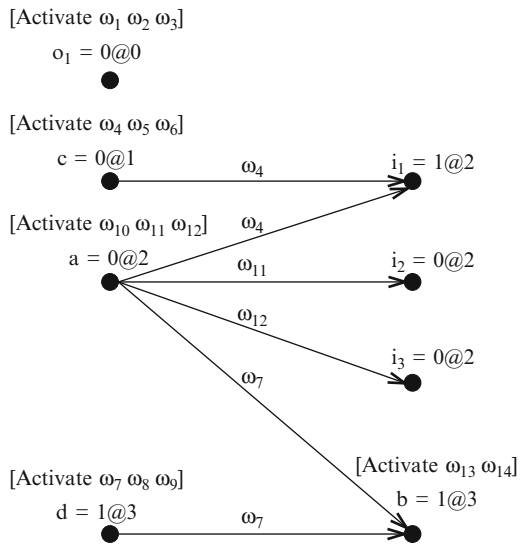 [Activate ω₁ ω₂ ω₃]
o₁ = 0@0
[Activate ω₄ ω₅ ω₆]
c = 0@1
ω₄
i₁ = 1@2
[Activate ω₁₀ ω₁₁ ω₁₂]
ω₄
a = 0@2
ω₁₁
i₂ = 0@2
ω₁₂
i₃ = 0@2
ω₇
[Activate ω₁₃ ω₁₄]
[Activate ω₇ ω₈ ω₉]
b = 1@3
d = 1@3
ω₇